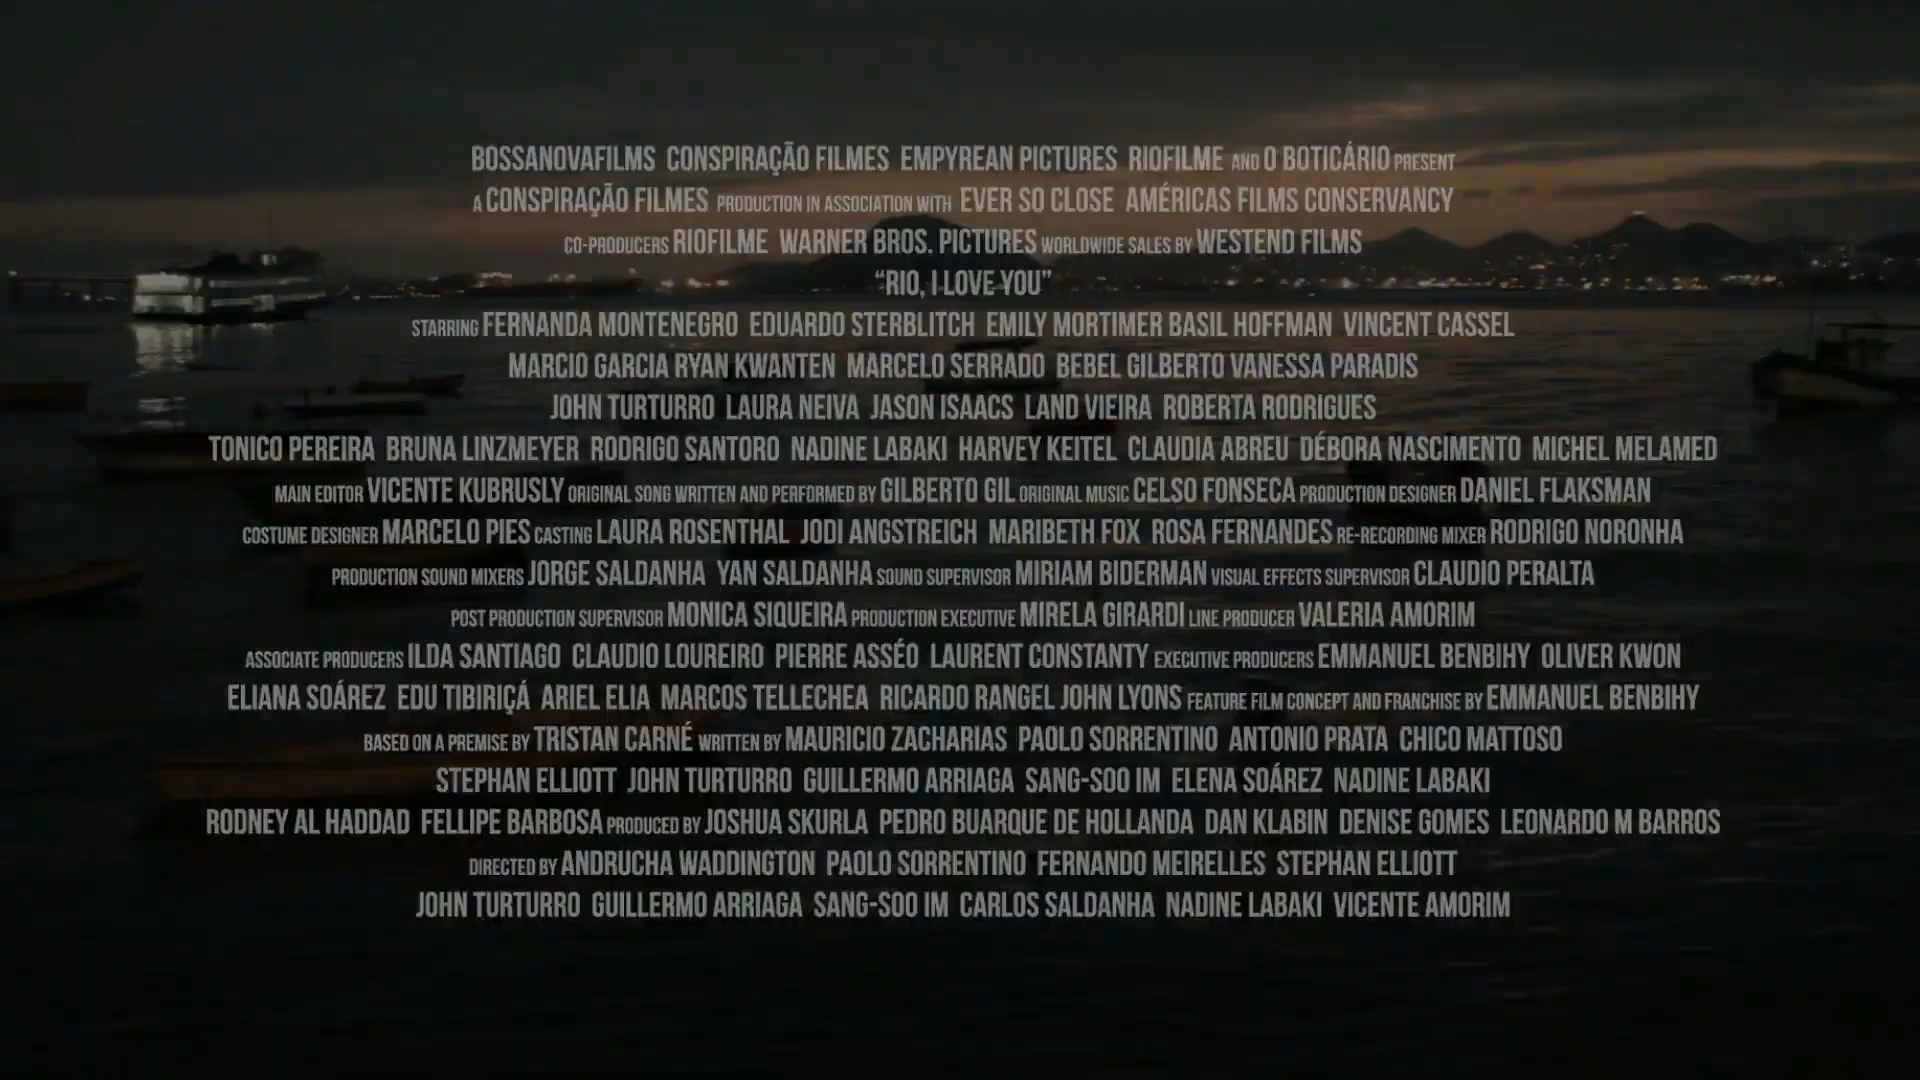 BOSSANOVAFILMS CONSPIRAÇÃO FILMES EMPYREAN PICTURES RIOFILME AND O BOTICÁRIO PRESENT
A CONSPIRAÇÃO FILMES PRODUCTION IN ASSOCIATION WITH EVER SO CLOSE AMÉRICAS FILMS CONSERVANCY
CO-PRODUCERS RIOFILME WARNER BROS. PICTURES WORLDWIDE SALES BY WESTEND FILMS
“RIO, I LOVE YOU”
STARRING FERNANDA MONTENEGRO EDUARDO STERBLITCH EMILY MORTIMER BASIL HOFFMAN VINCENT CASSEL
MARCIO GARCIA RYAN KWANTEN MARCELO SERRADO BEBEL GILBERTO VANESSA PARADIS
JOHN TURTURRO LAURA NEIVA JASON ISAACS LAND VIEIRA ROBERTA RODRIGUES
TONICO PEREIRA BRUNA LINZMEYER RODRIGO SANTORO NADINE LABAKI HARVEY KEITEL CLAUDIA ABREU DÉBORA NASCIMENTO MICHEL MELAMED
MAIN EDITOR VICENTE KUBRUSLY ORIGINAL SONG WRITTEN AND PERFORMED BY GILBERTO GIL ORIGINAL MUSIC CELSO FONSECA PRODUCTION DESIGNER DANIEL FLAKSMAN
COSTUME DESIGNER MARCELO PIES CASTING LAURA ROSENTHAL JODI ANGSTREICH MARIBETH FOX ROSA FERNANDES RE-RECORDING MIXER RODRIGO NORONHA
PRODUCTION SOUND MIXERS JORGE SALDANHA YAN SALDANHA SOUND SUPERVISOR MIRIAM BIDERMAN VISUAL EFFECTS SUPERVISOR CLAUDIO PERALTA
POST PRODUCTION SUPERVISOR MONICA SIQUEIRA PRODUCTION EXECUTIVE MIRELA GIRARDI LINE PRODUCER VALERIA AMORIM
ASSOCIATE PRODUCERS ILDA SANTIAGO CLAUDIO LOUREIRO PIERRE ASSÉO LAURENT CONSTANTY EXECUTIVE PRODUCERS EMMANUEL BENBIHY OLIVER KWON
ELIANA SOÁREZ EDU TIBIRIÇÁ ARIEL ELIA MARCOS TELLECHEA RICARDO RANGEL JOHN LYONS FEATURE FILM CONCEPT AND FRANCHISE BY EMMANUEL BENBIHY
BASED ON A PREMISE BY TRISTAN CARNÉ WRITTEN BY MAURICIO ZACHARIAS PAOLO SORRENTINO ANTONIO PRATA CHICO MATTOSO
STEPHAN ELLIOTT JOHN TURTURRO GUILLERMO ARRIAGA SANG-SOO IM ELENA SOÁREZ NADINE LABAKI
RODNEY AL HADDAD FELLIPE BARBOSA PRODUCED BY JOSHUA SKURLA PEDRO BUARQUE DE HOLLANDA DAN KLABIN DENISE GOMES LEONARDO M BARROS
DIRECTED BY ANDRUCHA WADDINGTON PAOLO SORRENTINO FERNANDO MEIRELLES STEPHAN ELLIOTT
JOHN TURTURRO GUILLERMO ARRIAGA SANG-SOO IM CARLOS SALDANHA NADINE LABAKI VICENTE AMORIM